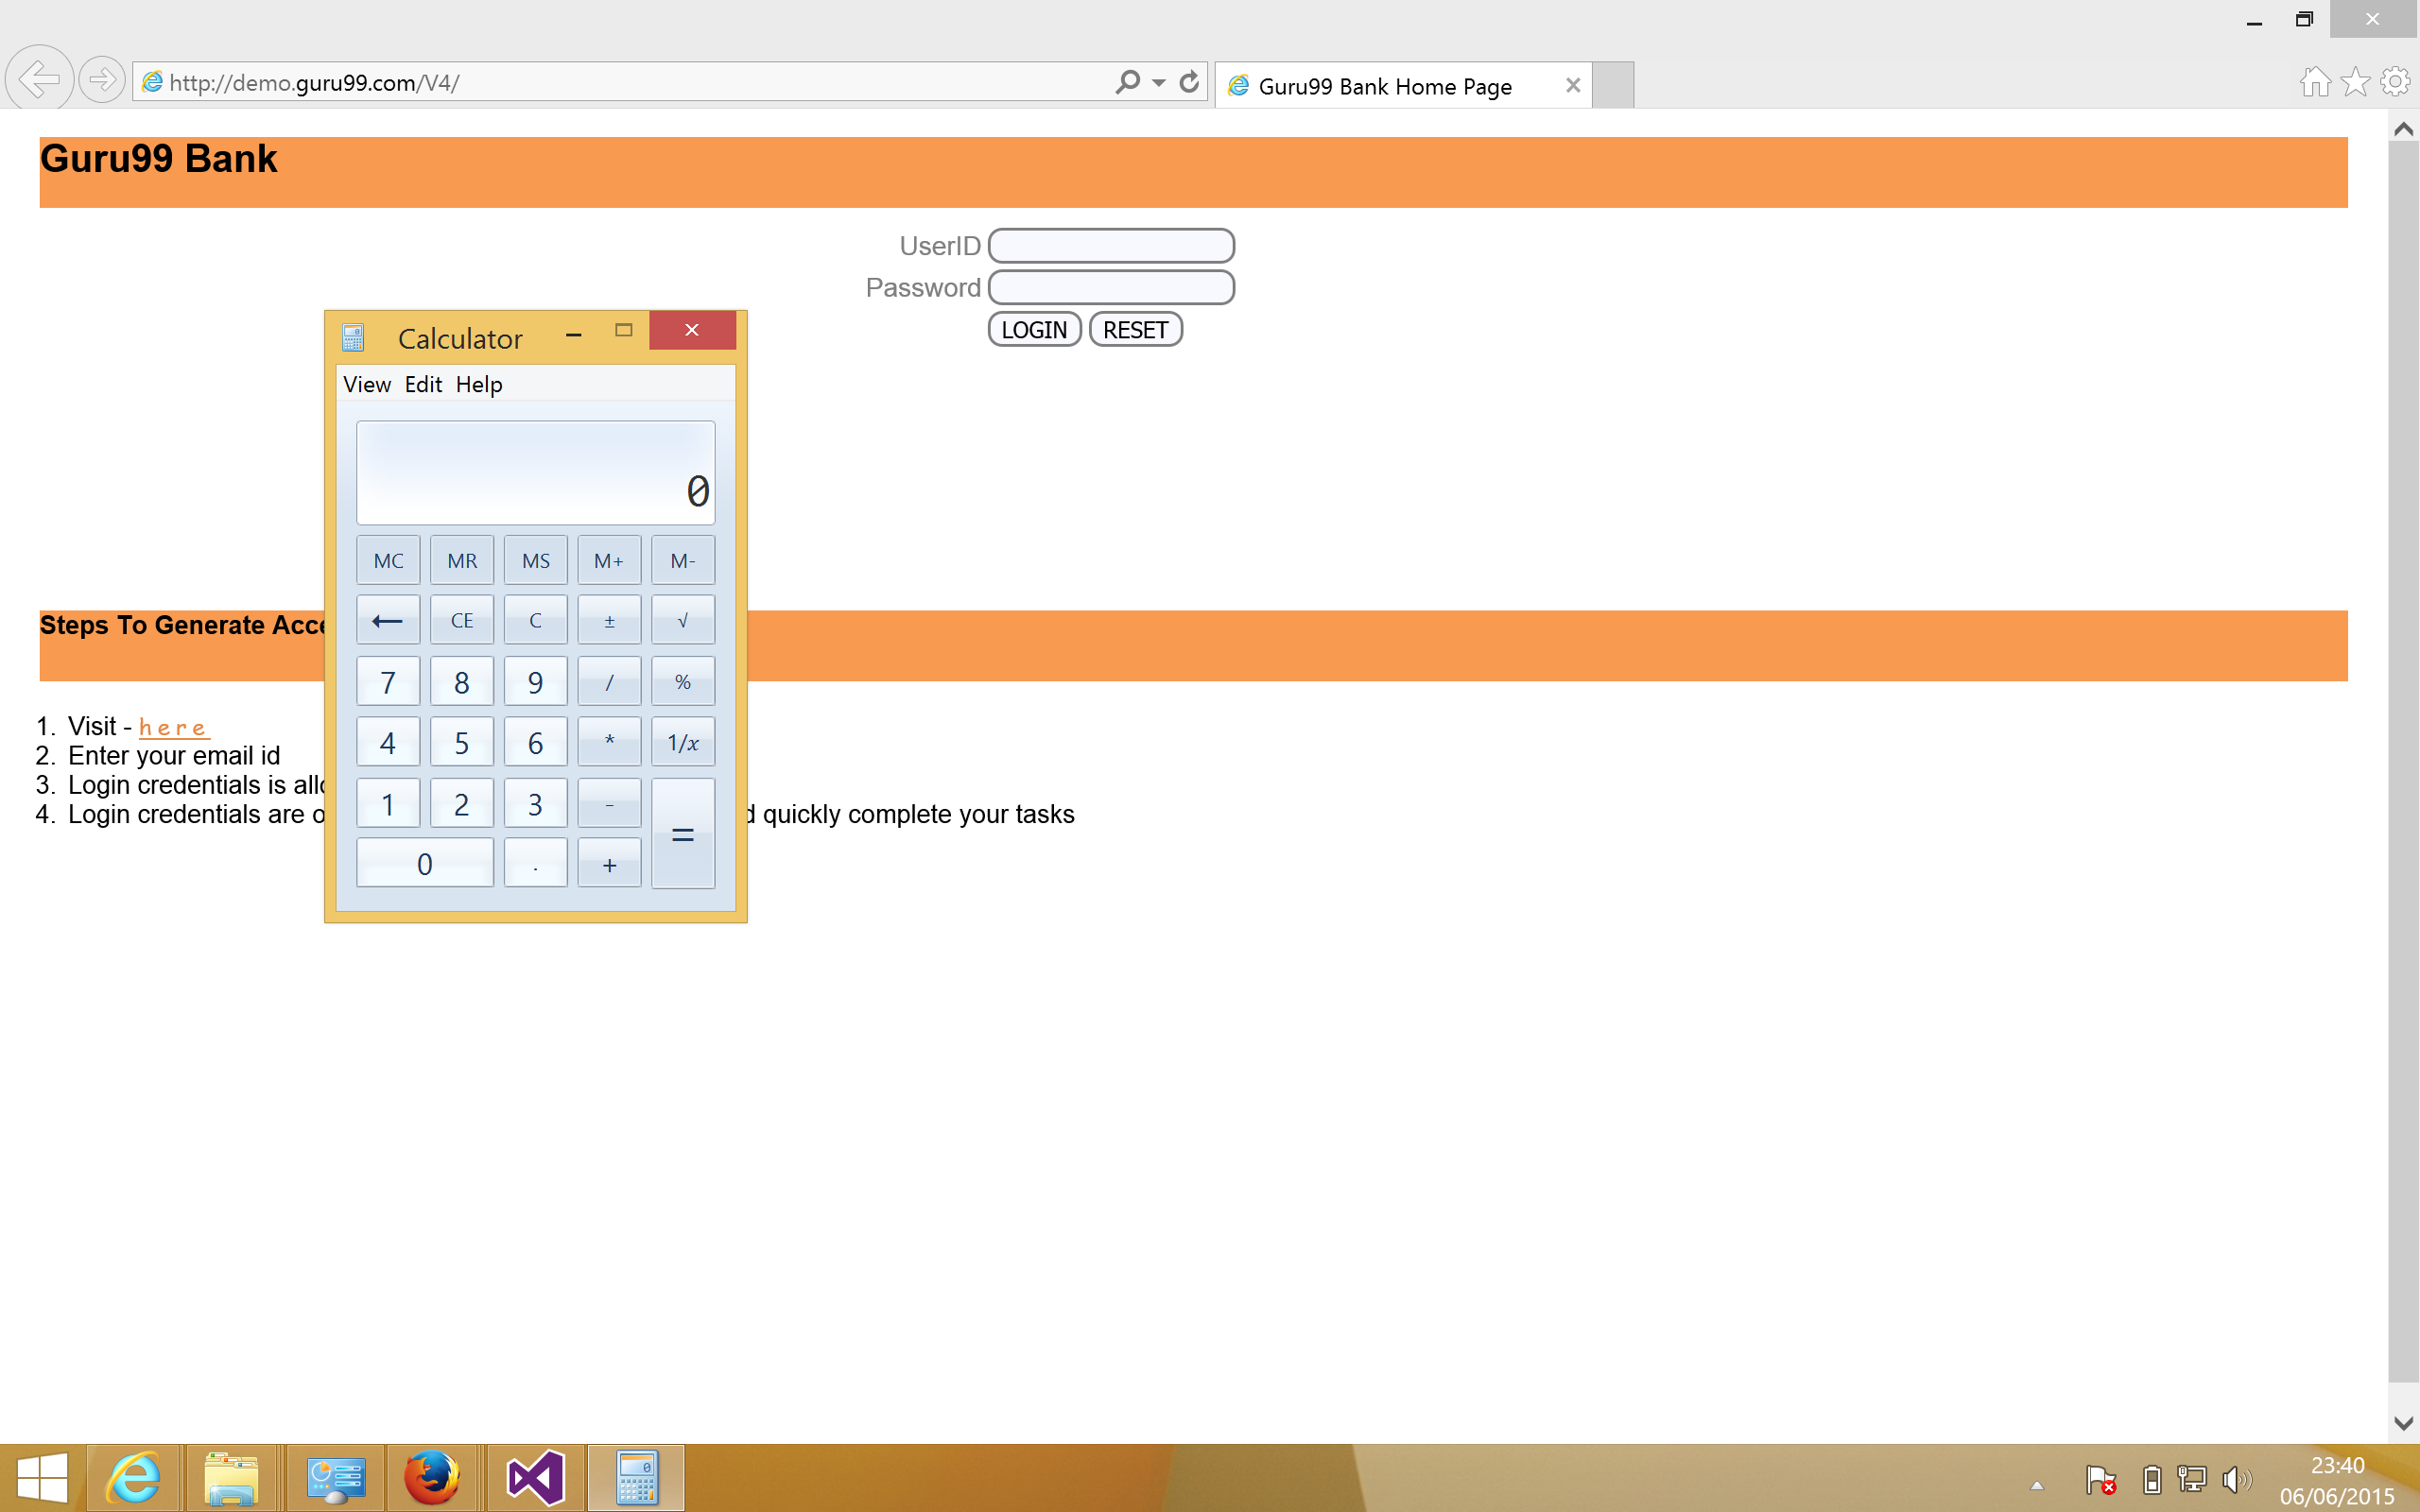 http://demo.guru99.com/V4/
Guru99 Bank Home Page
Guru99 Bank
UserID
Password
LOGIN RESET
Calculator
View Edit Help
0
MC MR MS M+ M-
← CE C ± √
7 8 9 / %
4 5 6 * 1/x
1 2 3 -
=
0 . +
Steps To Generate
1. Visit - here
2. Enter your email id
3. Login credentials is
4. Login credentials are quickly complete your tasks
23:40
06/06/2015